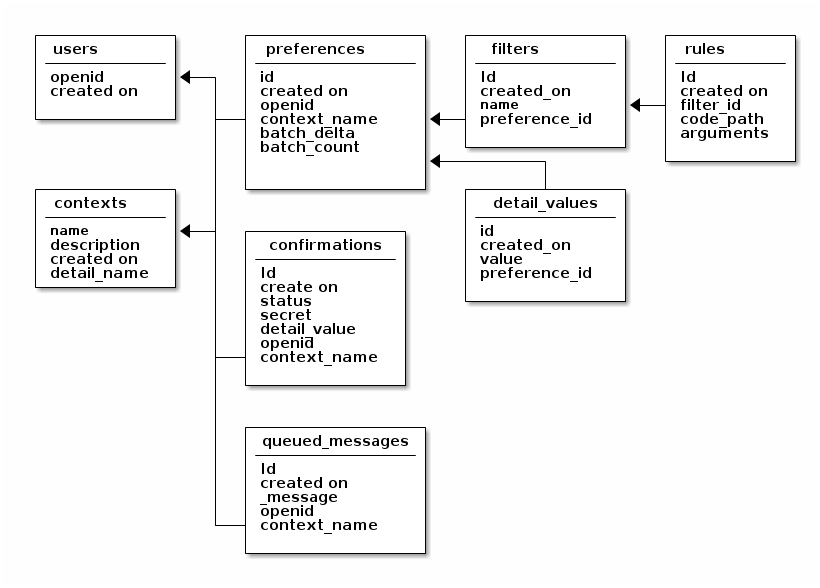 users
openid
created on
preferences
id
created on
openid
context_name
batch_delta
batch_count
filters
Id
created_on
name
preference_id
rules
Id
created on
filter_id
code_path
arguments
contexts
name
description
created on
detail_name
confirmations
Id
create on
status
secret
detail_value
openid
context_name
detail_values
id
created_on
value
preference_id
queued_messages
Id
created on
_message
openid
context_name